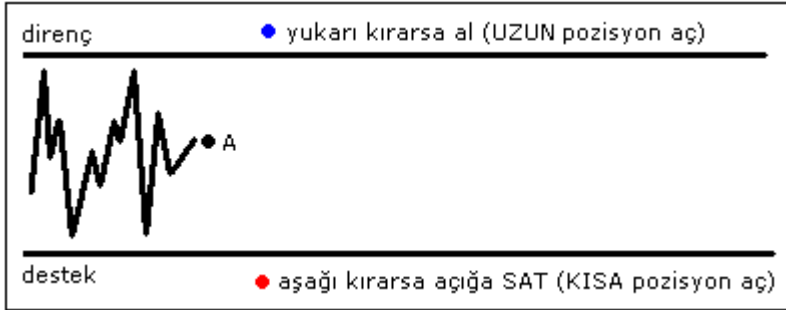 direnç
yukarı kırarsa al (UZUN pozisyon aç)
A
destek
aşağı kırarsa açığa SAT (KISA pozisyon aç)